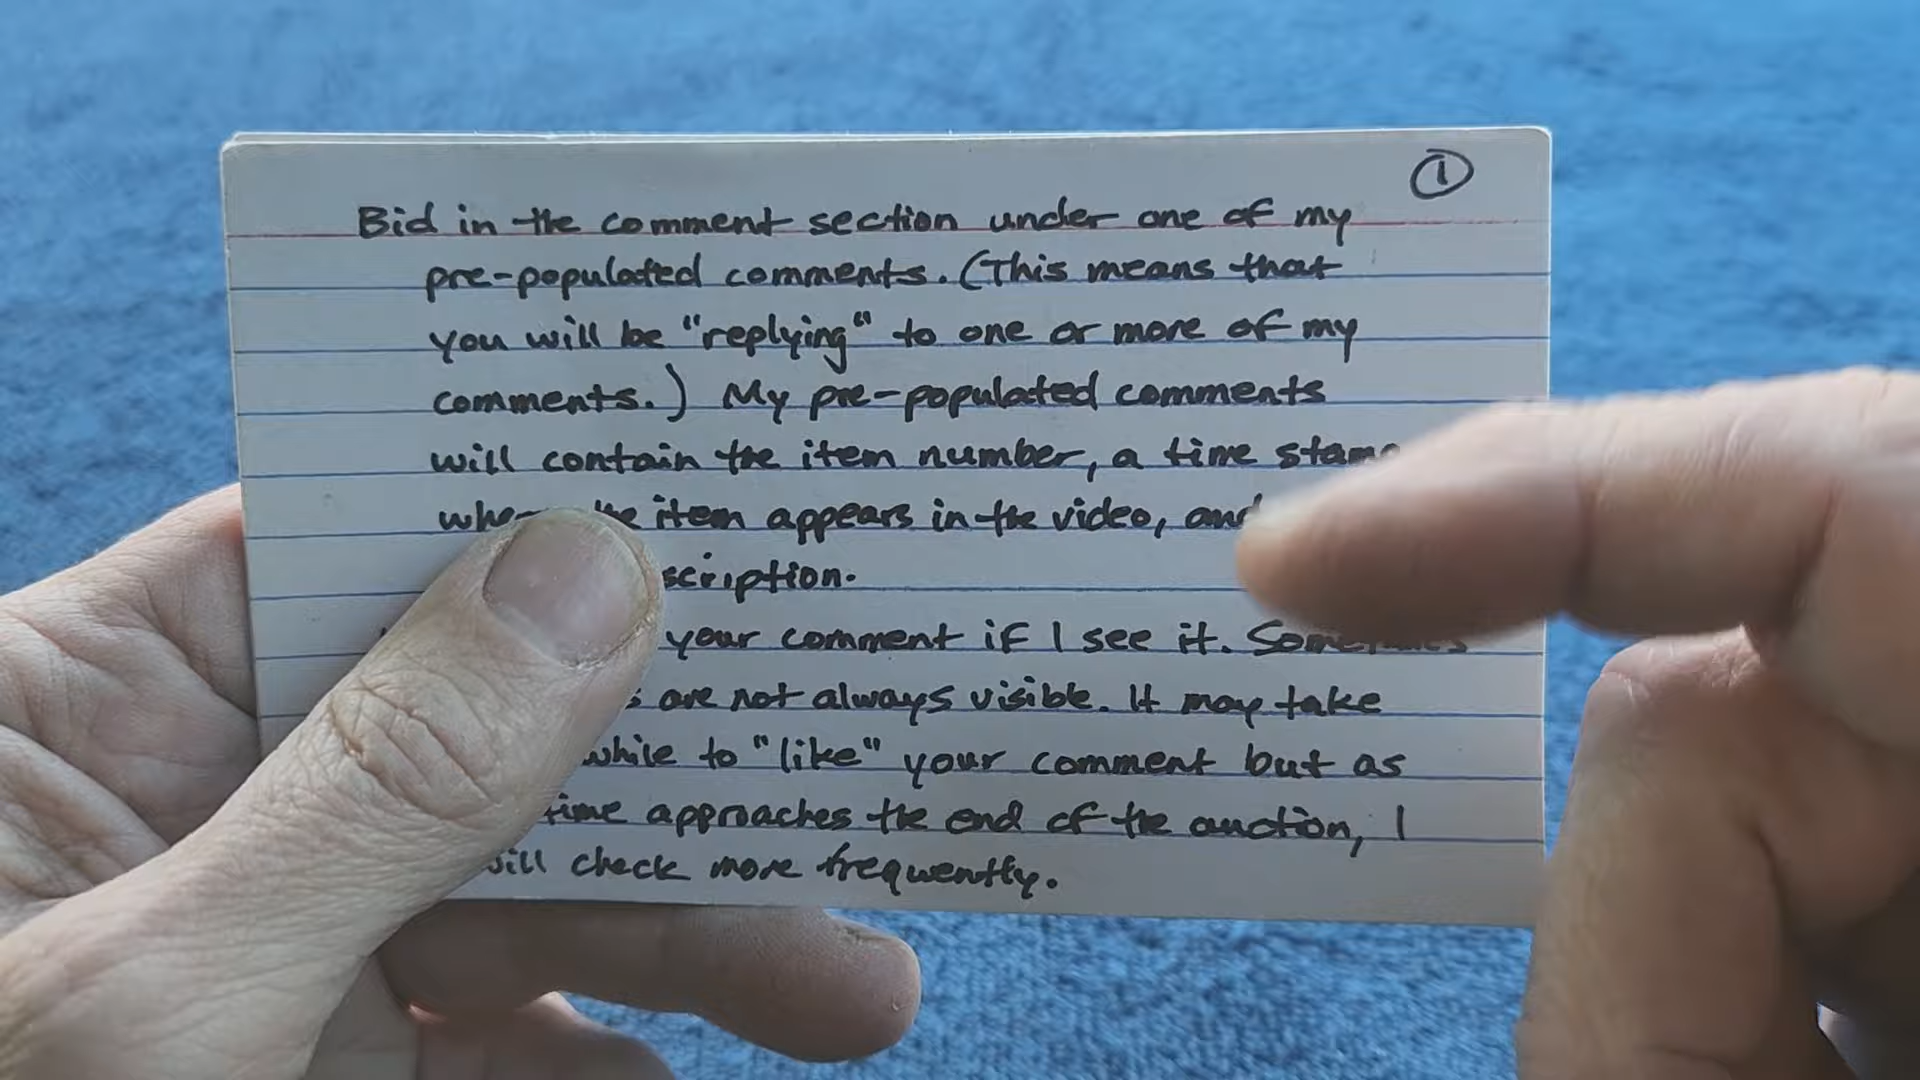 1
Bid in the comment section under one of my
pre-populated comments. (This means that
you will be "replying" to one or more of my
comments.) My pre-populated comments
will contain the item number, a time stamp
the item appears in the video, and
your comment if I see it. Sometimes
are not always visible. It may take
while to "like" your comment but as
time approaches the end of the auction, I
will check more frequently.